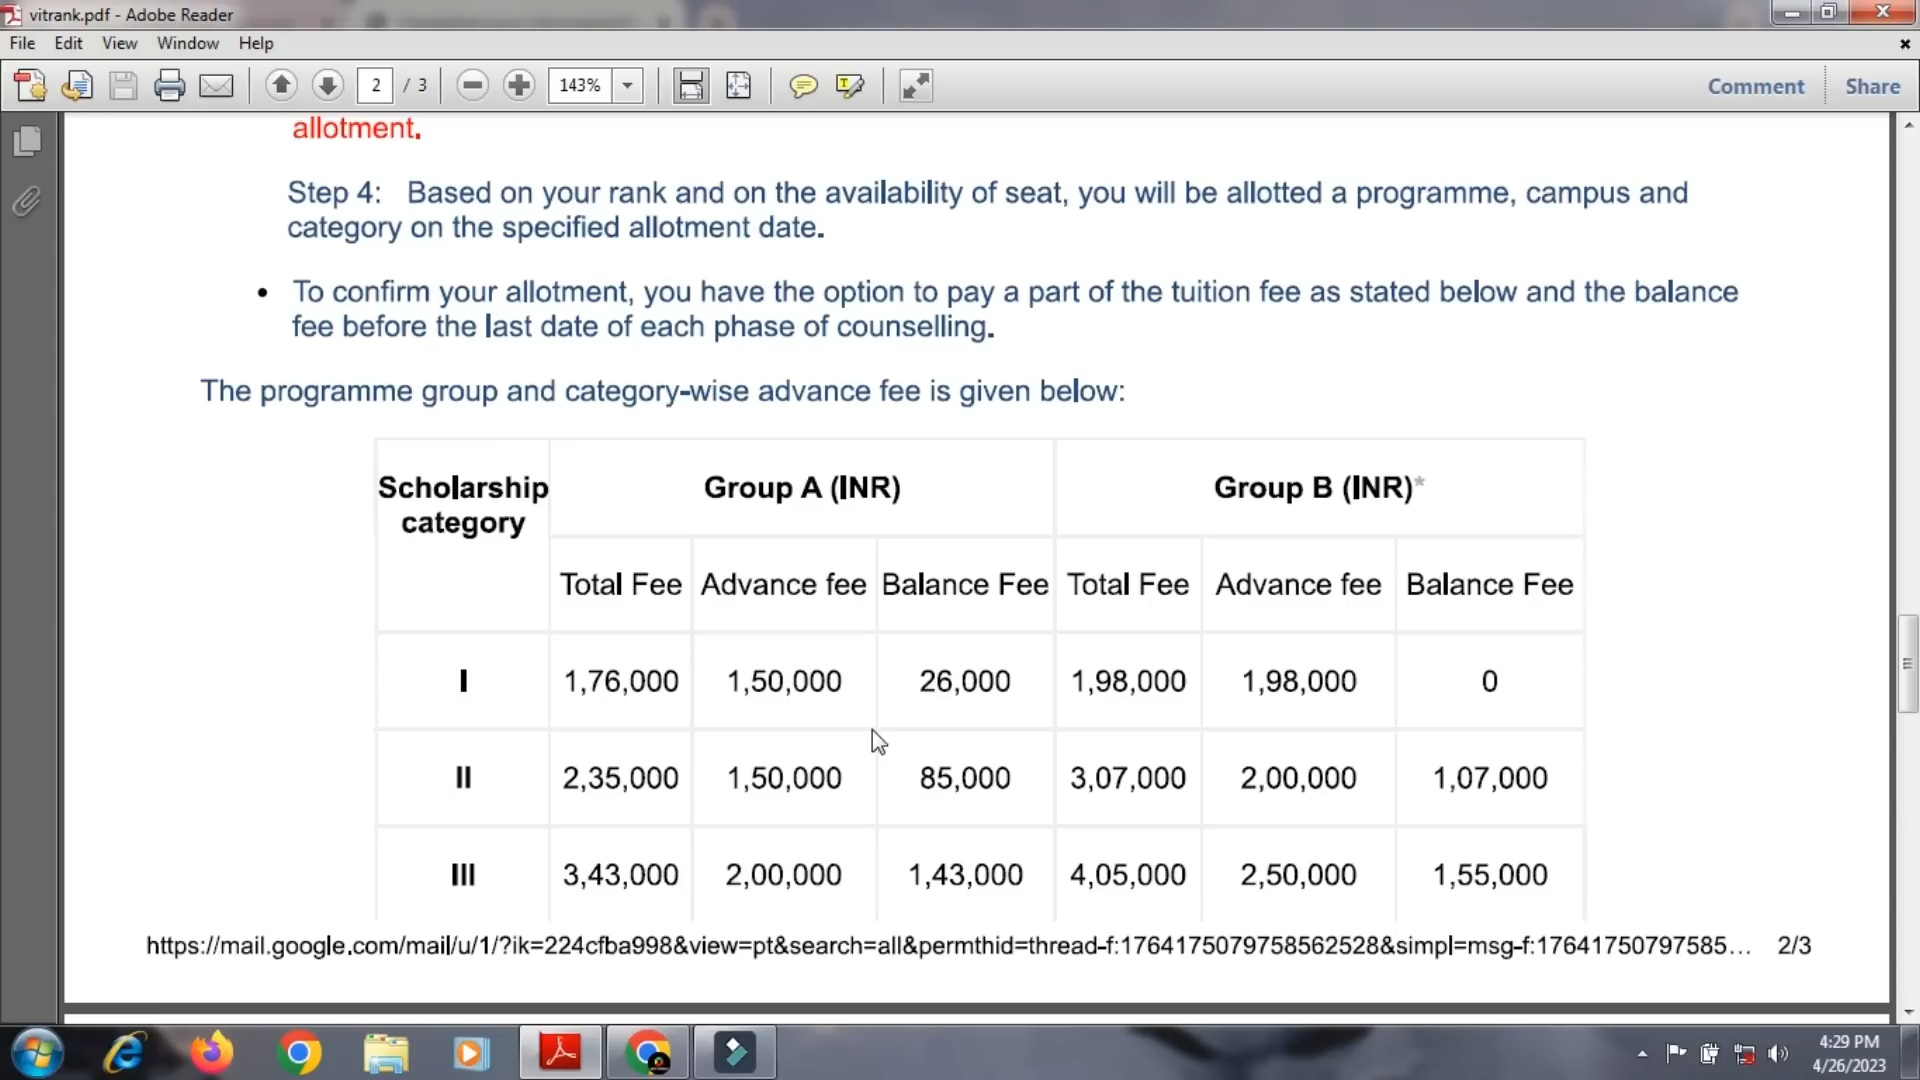 vitrank.pdf - Adobe Reader
File Edit View Window Help
2 / 3 143% Comment Share
allotment.
Step 4: Based on your rank and on the availability of seat, you will be allotted a programme, campus and
category on the specified allotment date.
• To confirm your allotment, you have the option to pay a part of the tuition fee as stated below and the balance
fee before the last date of each phase of counselling.
The programme group and category-wise advance fee is given below:
Scholarship category Group A (INR) Group B (INR)*
Total Fee Advance fee Balance Fee Total Fee Advance fee Balance Fee
I 1,76,000 1,50,000 26,000 1,98,000 1,98,000 0
II 2,35,000 1,50,000 85,000 3,07,000 2,00,000 1,07,000
III 3,43,000 2,00,000 1,43,000 4,05,000 2,50,000 1,55,000
https://mail.google.com/mail/u/1/?ik=224cfba998&view=pt&search=all&permthid=thread-f:1764175079758562528&simpl=msg-f:17641750797585... 2/3
4:29 PM
4/26/2023